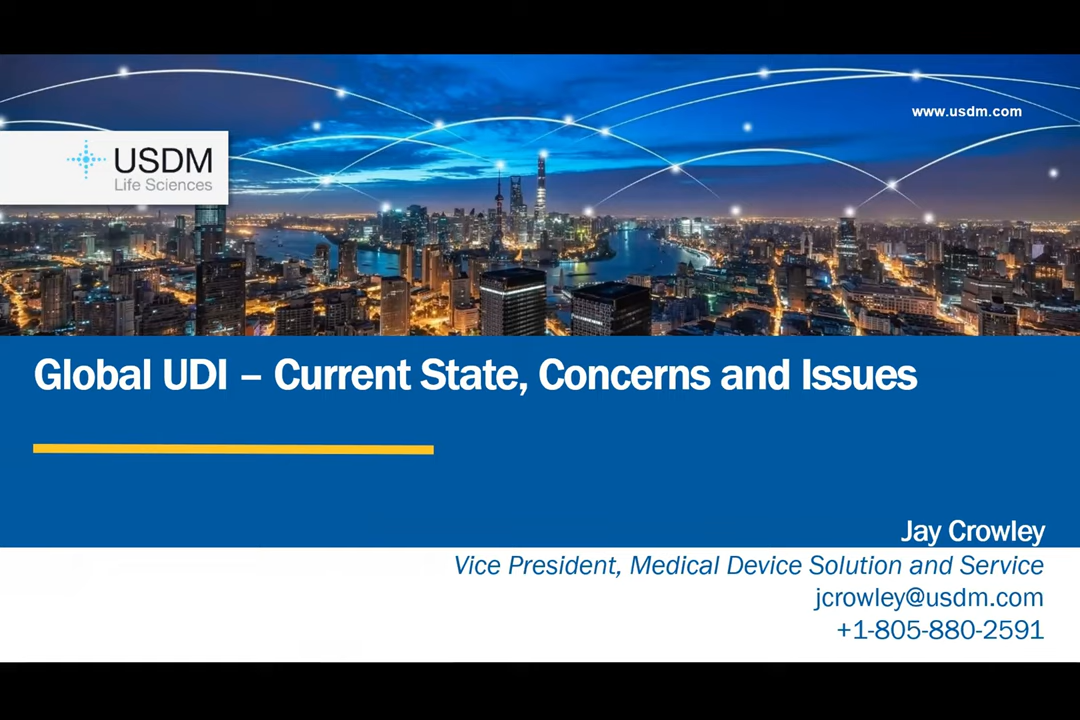 www.usdm.com
USDM
Life Sciences
Global UDI – Current State, Concerns and Issues
Jay Crowley
Vice President, Medical Device Solution and Service
jcrowley@usdm.com
+1-805-880-2591